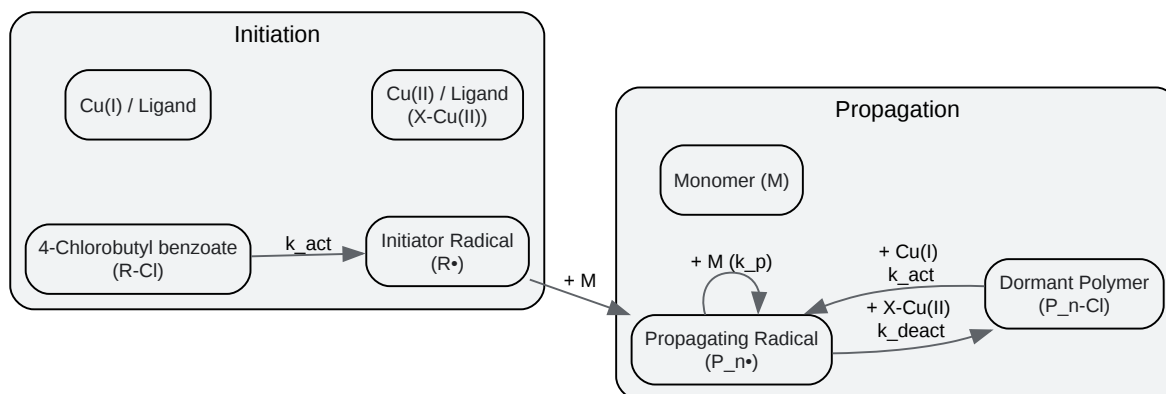 Initiation
Cu(I) / Ligand
Cu(II) / Ligand
(X-Cu(II))
4-Chlorobutyl benzoate
(R-Cl)
k_act
Initiator Radical
(R•)
+ M
Propagation
Monomer (M)
+ M (k_p)
Propagating Radical
(P_n•)
+ Cu(I)
k_act
+ X-Cu(II)
k_deact
Dormant Polymer
(P_n-Cl)